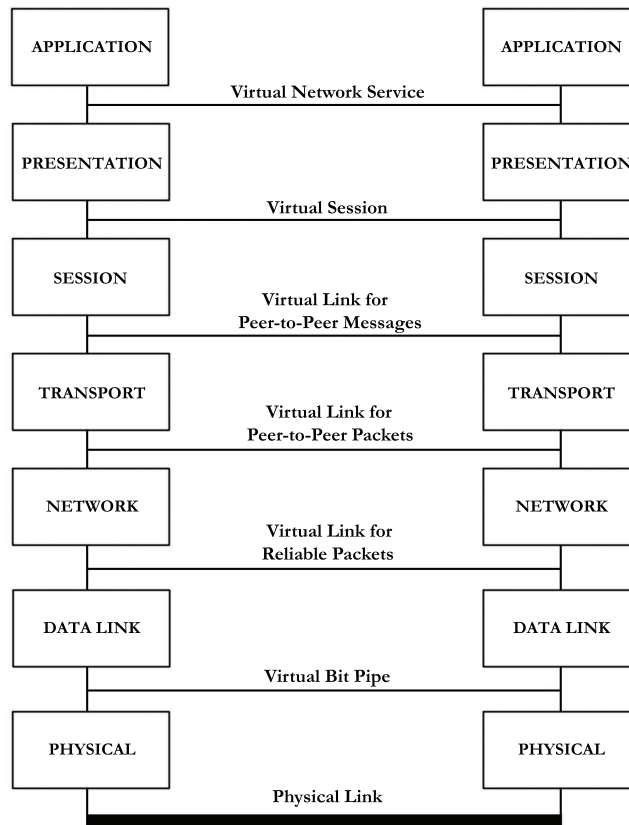 APPLICATION APPLICATION
Virtual Network Service
PRESENTATION PRESENTATION
Virtual Session
SESSION SESSION
Virtual Link for
Peer-to-Peer Messages
TRANSPORT TRANSPORT
Virtual Link for
Peer-to-Peer Packets
NETWORK NETWORK
Virtual Link for
Reliable Packets
DATA LINK DATA LINK
Virtual Bit Pipe
PHYSICAL PHYSICAL
Physical Link